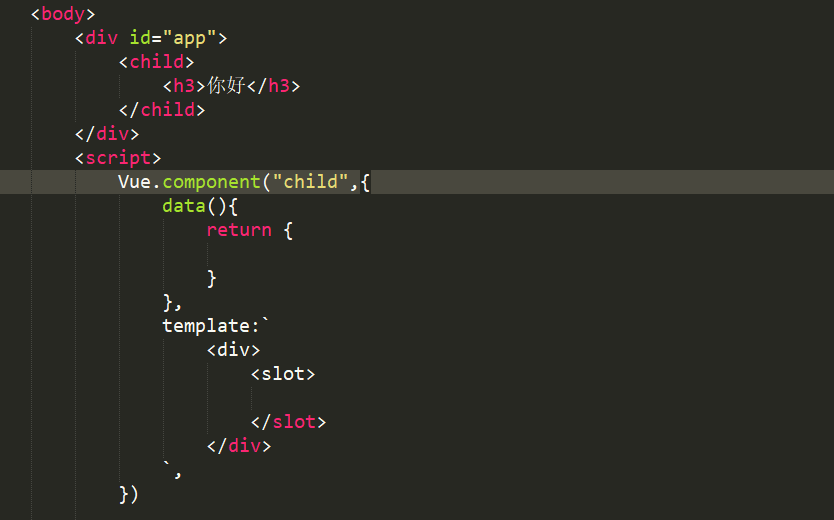 <body>
<div id="app">
<child>
<h3>你好</h3>
</child>
</div>
<script>
Vue.component("child",{
data(){
return {
}
},
template:`
<div>
<slot>
</slot>
</div>
`,
})